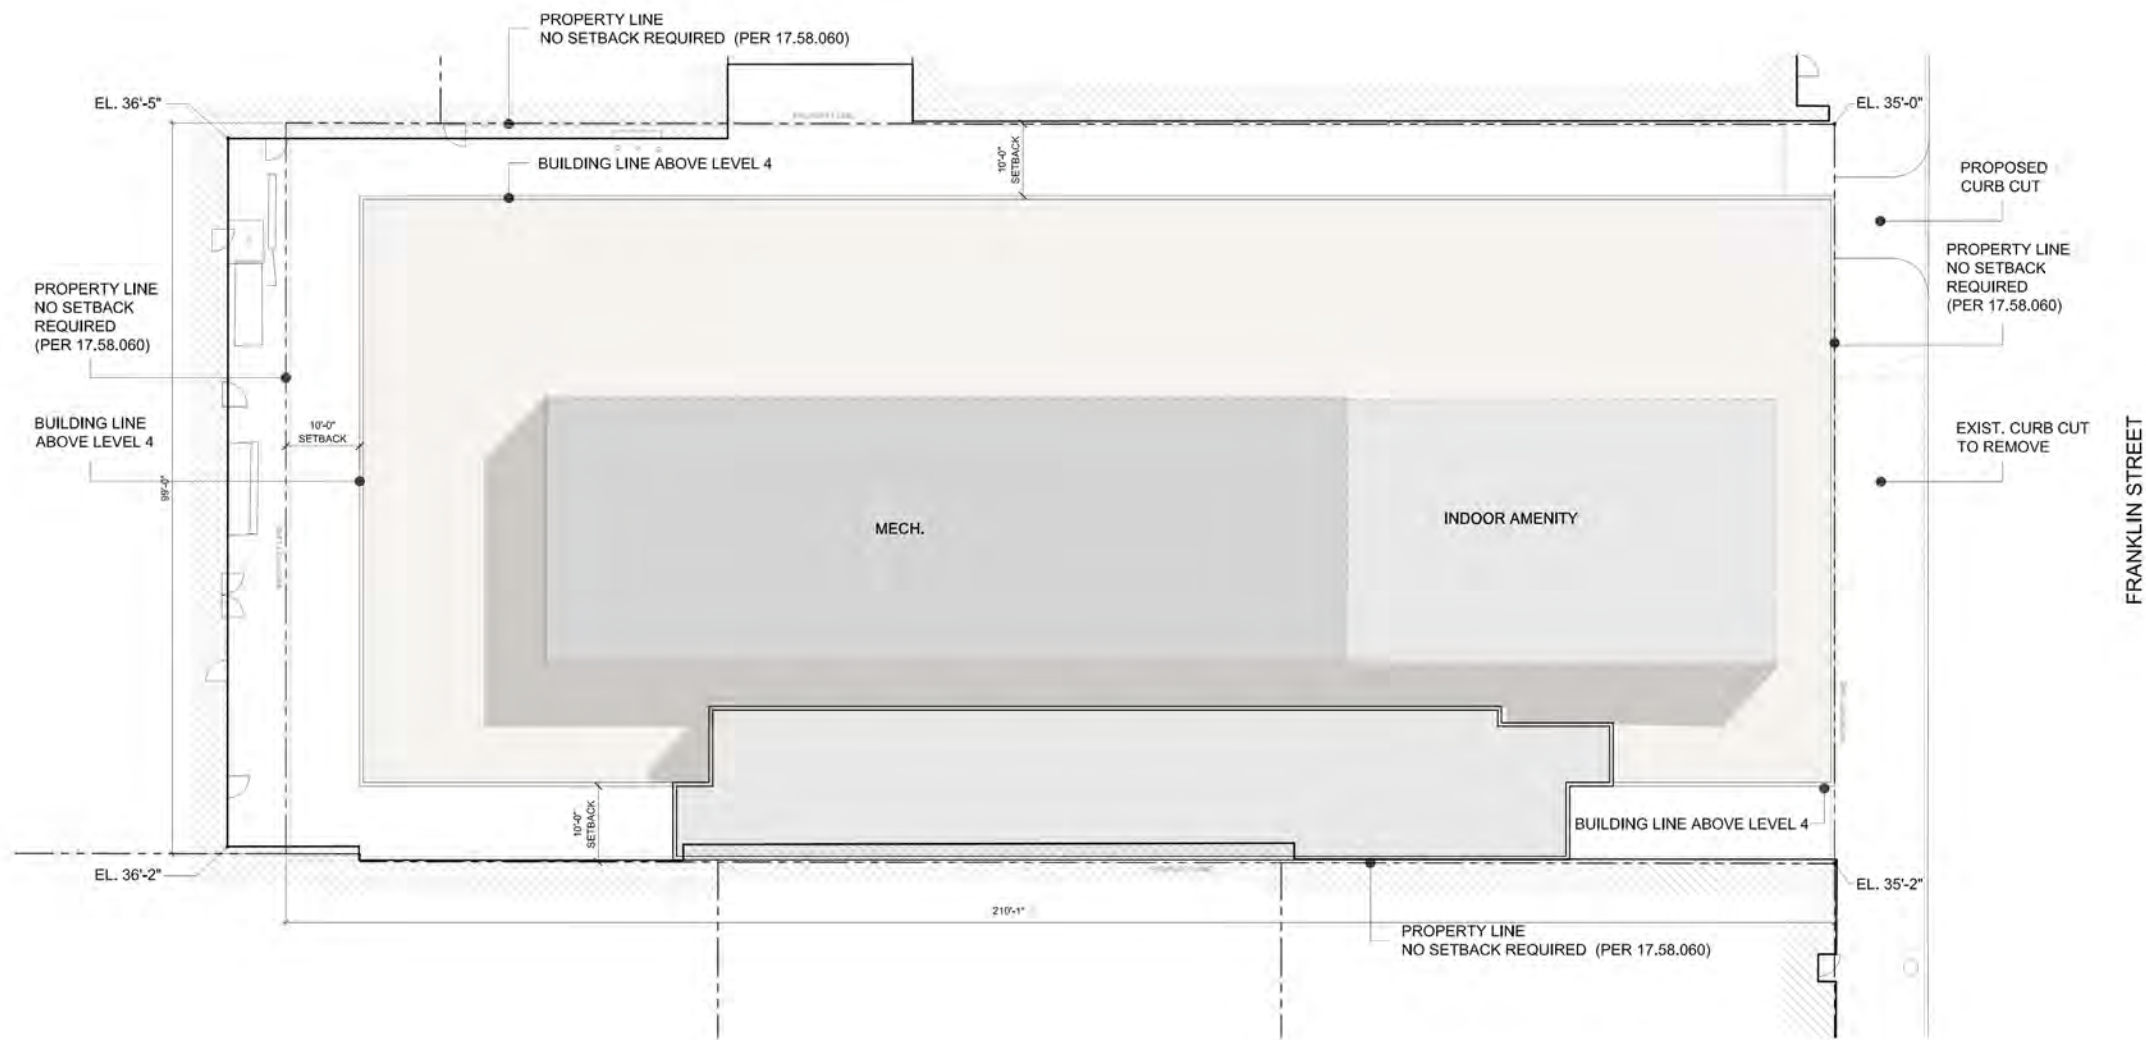 PROPERTY LINE
NO SETBACK REQUIRED (PER 17.58.060)
EL. 36'-5"
EL. 35'-0"
PROPERTY LINE
10'-0"
SETBACK
BUILDING LINE ABOVE LEVEL 4
PROPOSED
CURB CUT
PROPERTY LINE
NO SETBACK
REQUIRED
(PER 17.58.060)
PROPERTY LINE
NO SETBACK
REQUIRED
(PER 17.58.060)
BUILDING LINE
ABOVE LEVEL 4
10'-0"
SETBACK
99'-0"
PROPERTY LINE
MECH.
INDOOR AMENITY
EXIST. CURB CUT
TO REMOVE
FRANKLIN STREET
10'-0"
SETBACK
BUILDING LINE ABOVE LEVEL 4
EL. 36'-2"
EL. 35'-2"
210'-1"
PROPERTY LINE
NO SETBACK REQUIRED (PER 17.58.060)